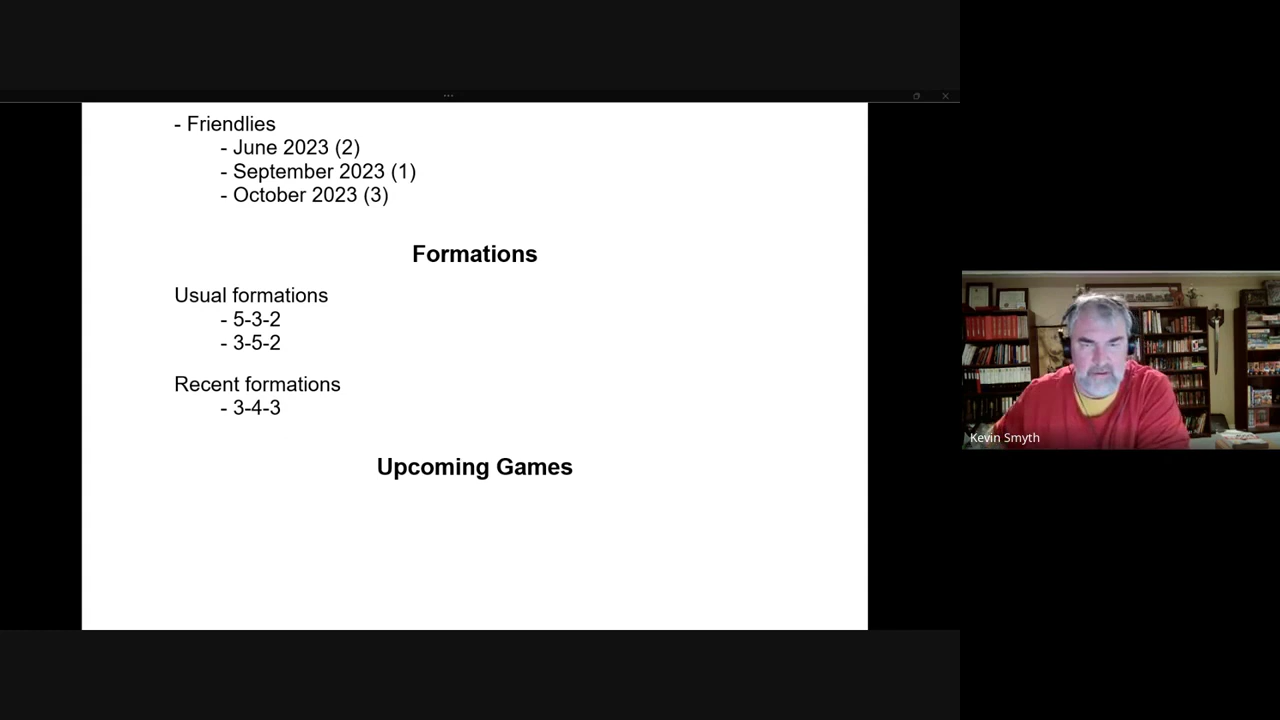 - Friendlies
- June 2023 (2)
- September 2023 (1)
- October 2023 (3)
Formations
Usual formations
- 5-3-2
- 3-5-2
Recent formations
- 3-4-3
Upcoming Games
Kevin Smyth